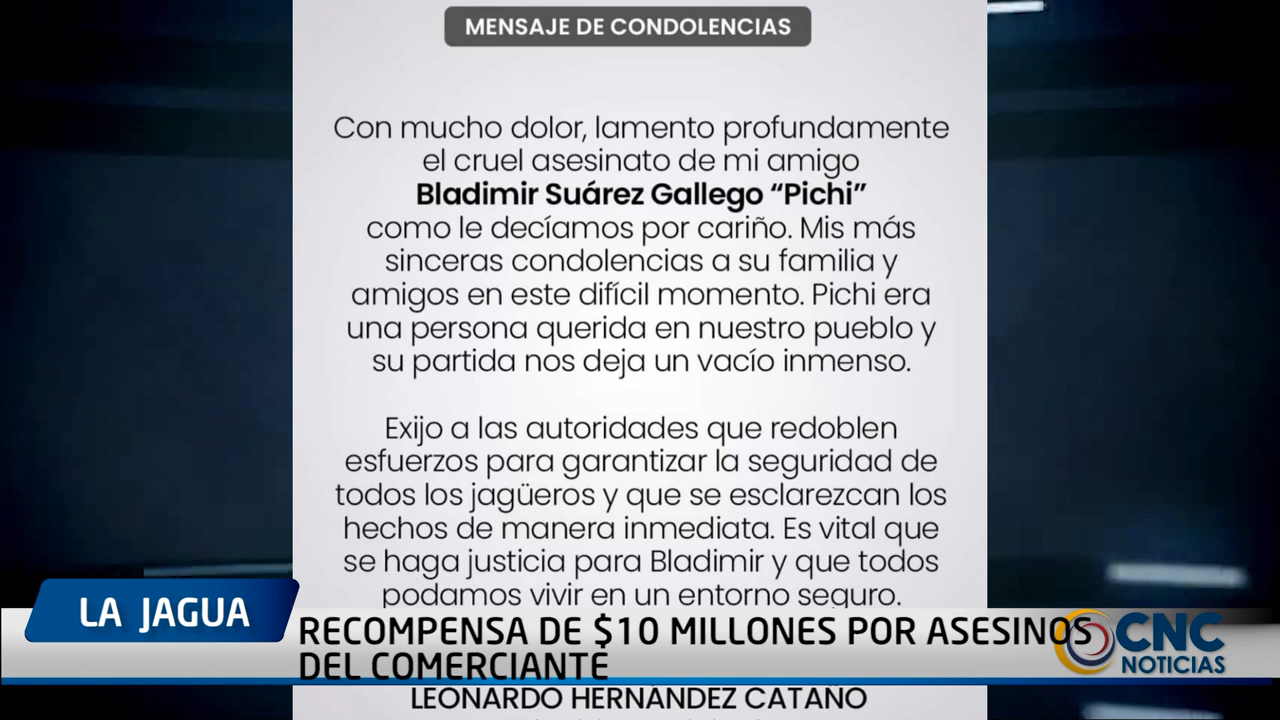 MENSAJE DE CONDOLENCIAS
Con mucho dolor, lamento profundamente
el cruel asesinato de mi amigo
Bladimir Suárez Gallego “Pichi”
como le decíamos por cariño. Mis más
sinceras condolencias a su familia y
amigos en este difícil momento. Pichi era
una persona querida en nuestro pueblo y
su partida nos deja un vacío inmenso.
Exijo a las autoridades que redoblen
esfuerzos para garantizar la seguridad de
todos los jagüeros y que se esclarezcan los
hechos de manera inmediata. Es vital que
se haga justicia para Bladimir y que todos
podamos vivir en un entorno seguro.
LA JAGUA
RECOMPENSA DE $10 MILLONES POR ASESINOS
DEL COMERCIANTE
CNC
NOTICIAS
LEONARDO HERNÁNDEZ CATAÑO